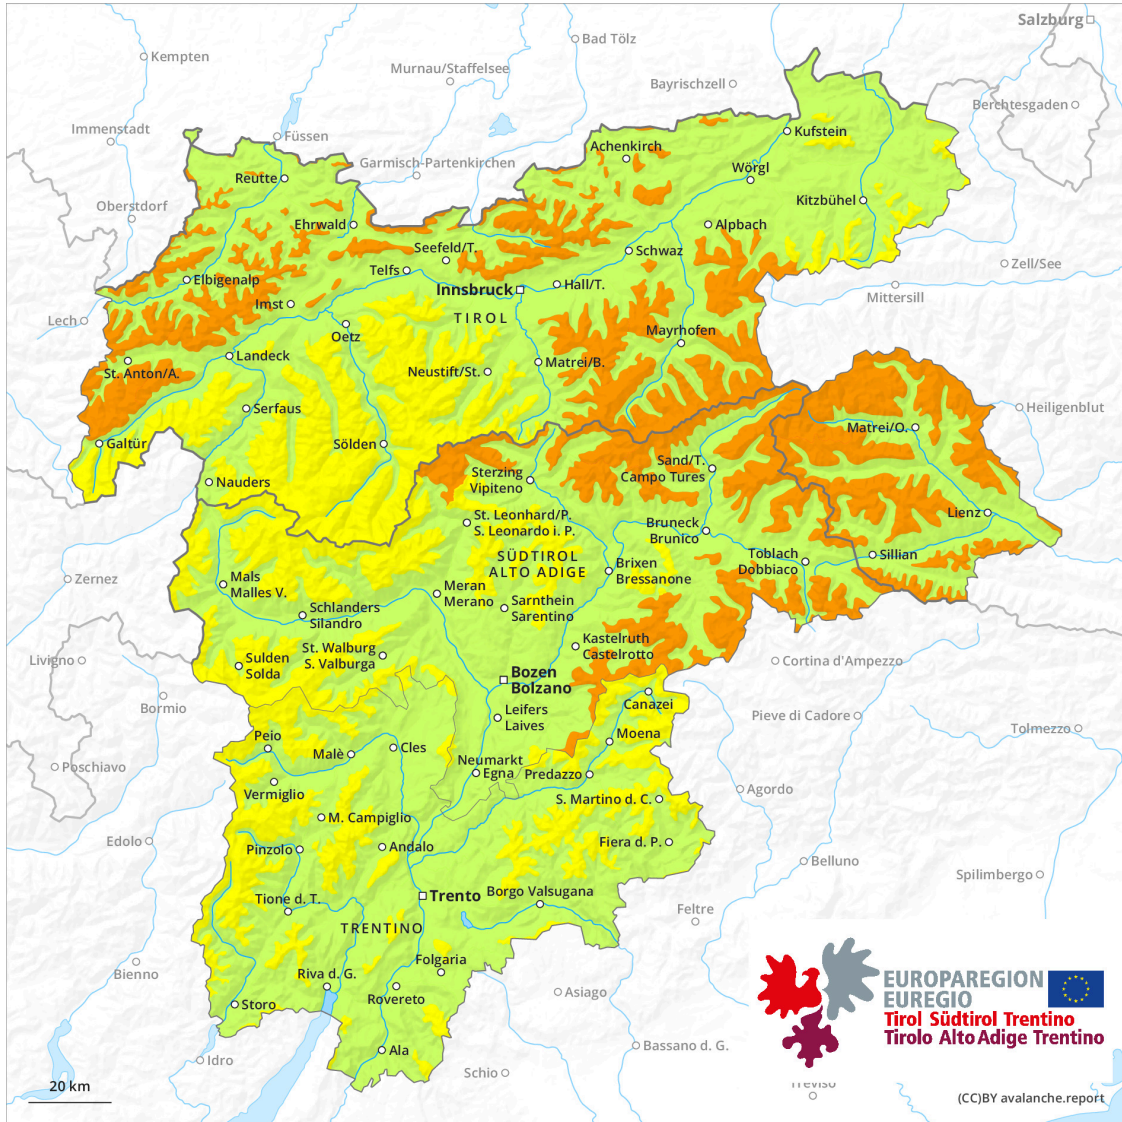 Salzburg
Bad Tölz
Kempten
Murnau/Staffelsee
Bayrischzell
Berchtesgaden
Immenstadt
Füssen
Kufstein
Achenkirch
Garmisch-Partenkirchen
Wörgl
Reutte
Oberstdorf
Kitzbühel
Ehrwald
Alpbach
Seefeld/T.
Schwaz
Zell/See
Telfs
Elbigenalp
Innsbruck
Hall/T.
Mittersill
Imst
Lech
TIROL
Mayrhofen
Oetz
Landeck
Matrei/B.
St. Anton/A.
Neustift/St.
Serfaus
Heiligenblut
Matrei/O.
Galtür
Sölden
Sand/T.
Campo Tures
Sterzing
Vipiteno
Nauders
Lienz
St. Leonhard/P.
S. Leonardo i. P.
Bruneck
Brunico
SÜDTIROL
ALTO ADIGE
Toblach
Dobbiaco
Sillian
Brixen
Bressanone
Zernez
Mals
Malles V.
Meran
Merano
Sarnthein
Sarentino
Schlanders
Silandro
Kastelruth
Castelrotto
St. Walburg
S. Valburga
Livigno
Sulden
Solda
Cortina d'Ampezzo
Bozen
Bolzano
Canazei
Bormio
Leifers
Laives
Pieve di Cadore
Tolmezzo
Peio
Moena
Malè
Cles
Neumarkt
Egna
Predazzo
Poschiavo
Vermiglio
Agordo
S. Martino d. C.
M. Campiglio
Edolo
Pinzolo
Andalo
Fiera d. P.
Belluno
Spilimbergo
Tione d. T.
Trento
Borgo Valsugana
Feltre
TRENTINO
Bienno
Riva d. G.
Folgaria
EUROPAREGION
EUREGIO
Tirol Südtirol Trentino
Tirolo Alto Adige Trentino
Storo
Rovereto
Asiago
Idro
Ala
Bassano d. G.
Schio
20 km
Treviso
(CC)BY avalanche.report